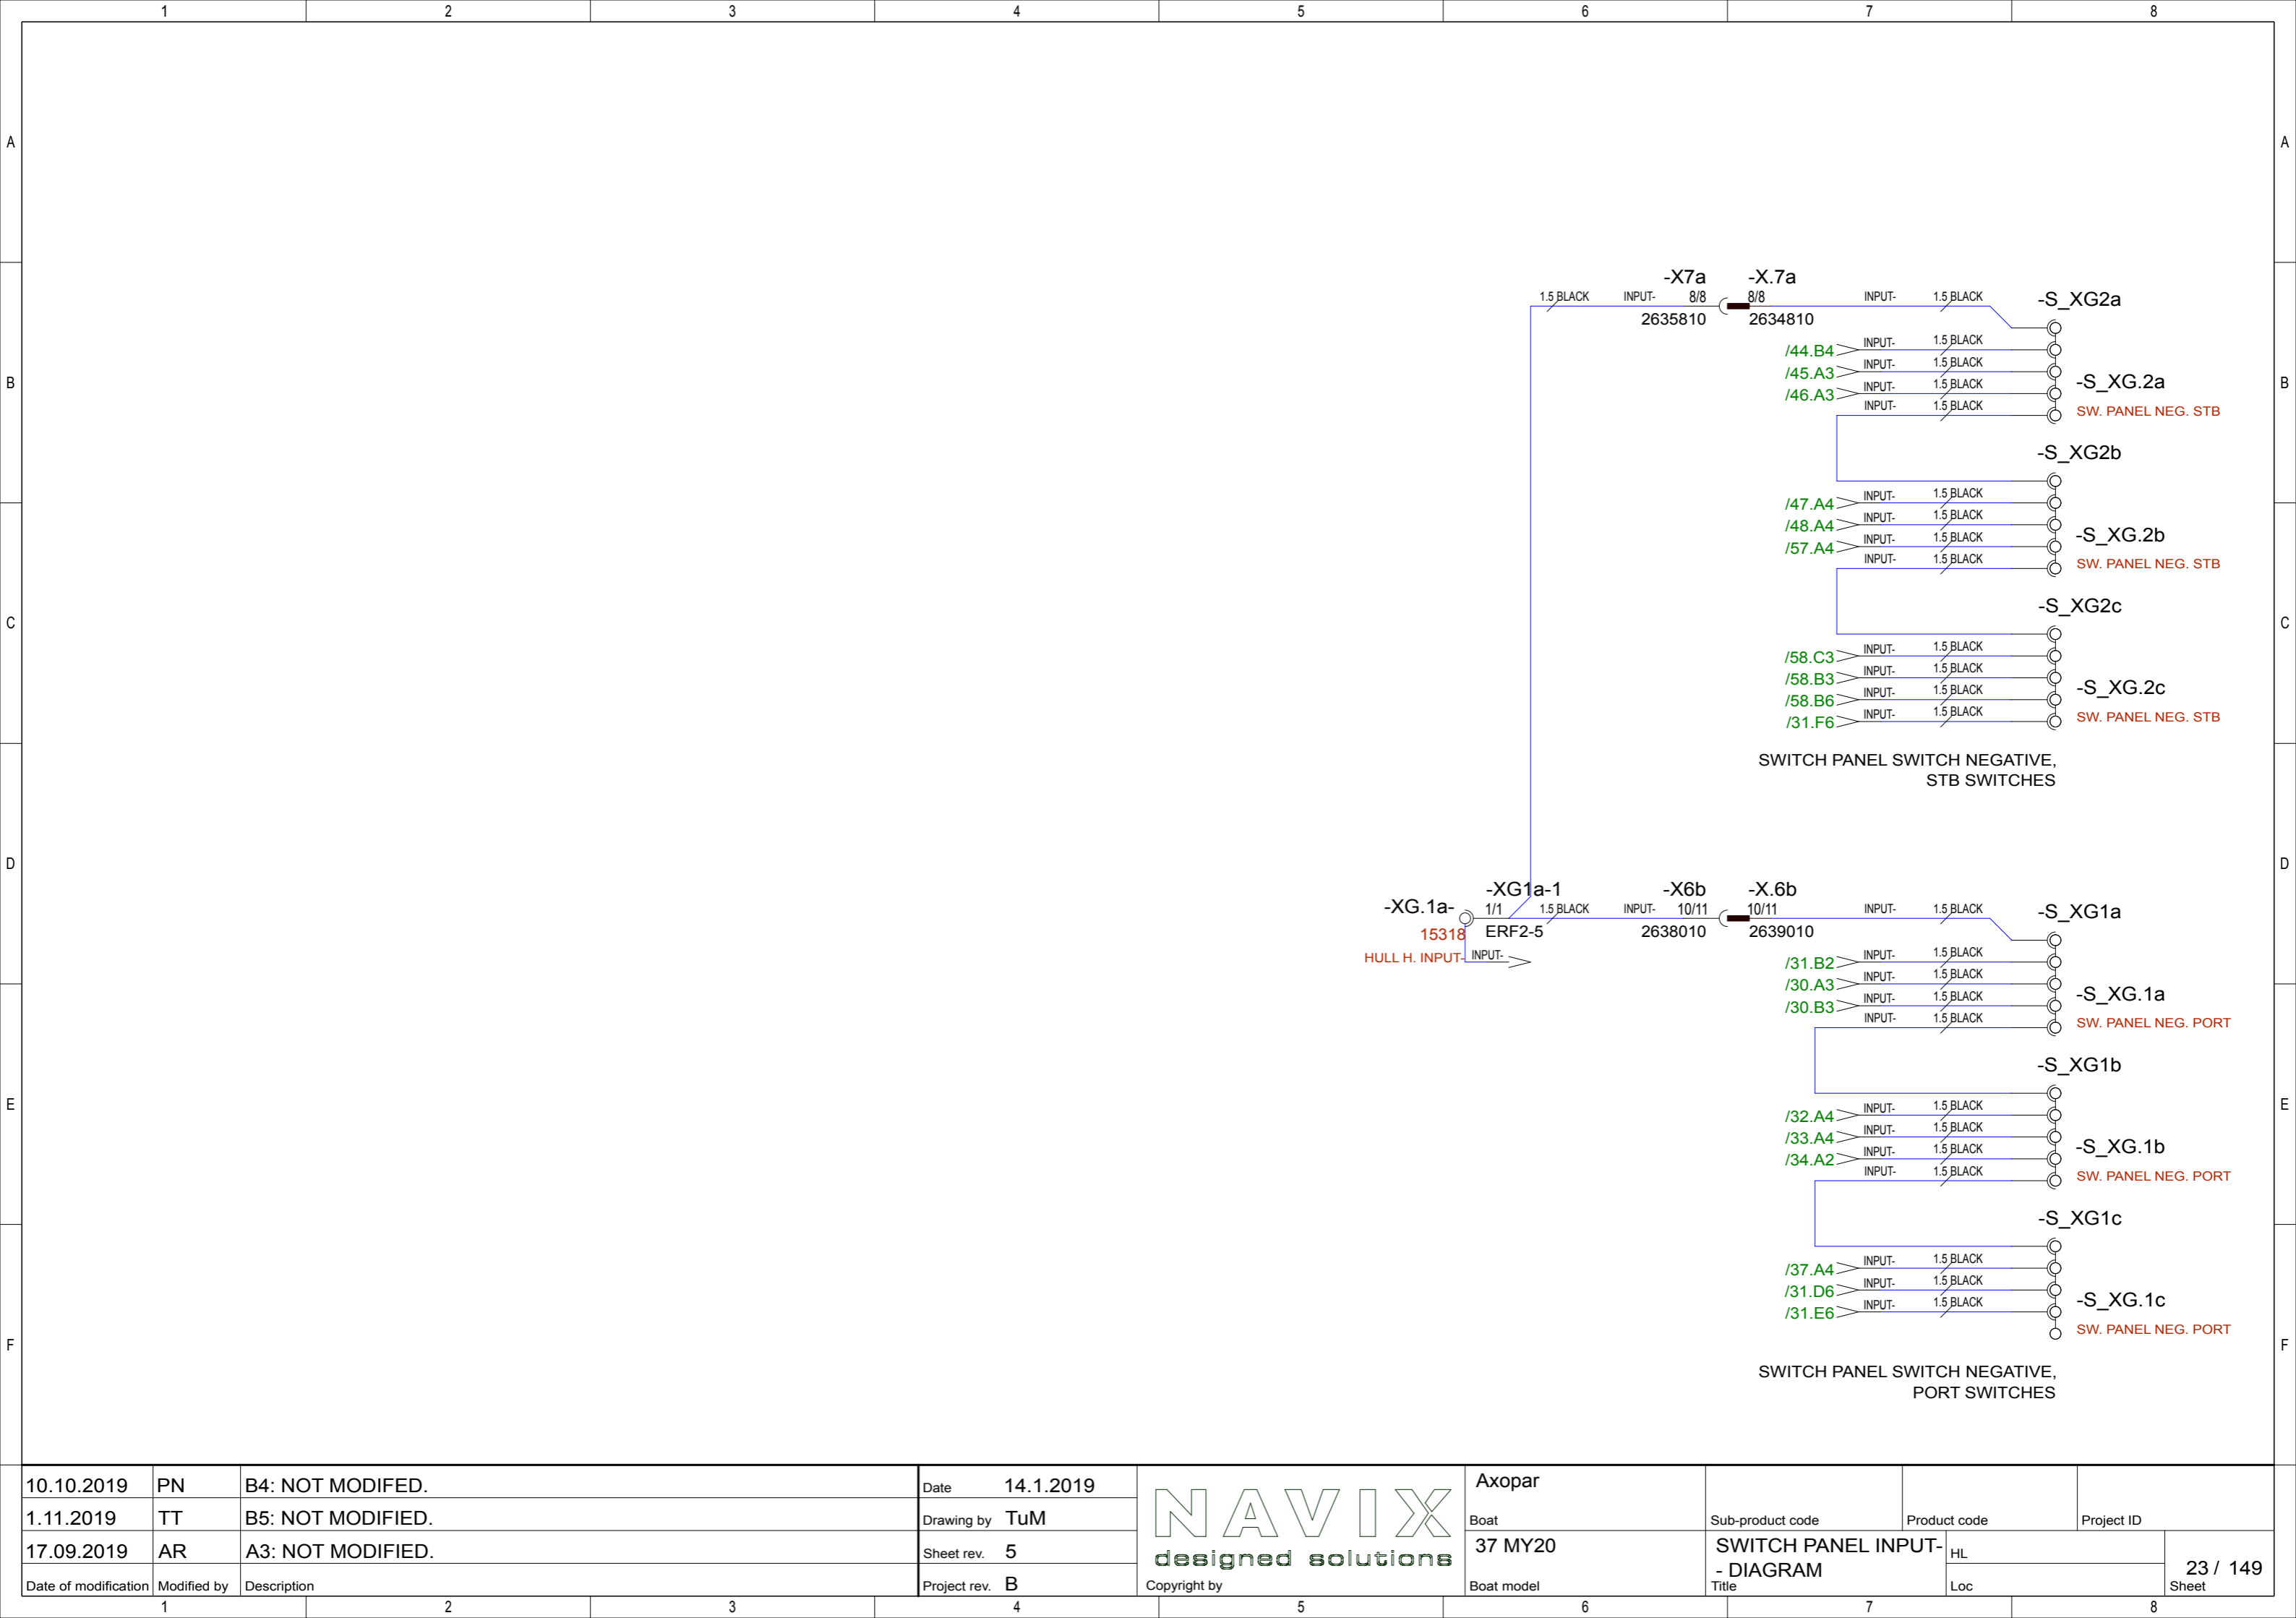 1 2 3 4 5 6 7 8
A A
B B
C C
D D
E E
F F
-X7a -X.7a
1.5 BLACK INPUT- 8/8 8/8 INPUT- 1.5 BLACK -S_XG2a
2635810 2634810
/44.B4 INPUT- 1.5 BLACK
/45.A3 INPUT- 1.5 BLACK
/46.A3 INPUT- 1.5 BLACK -S_XG.2a
INPUT- 1.5 BLACK SW. PANEL NEG. STB
-S_XG2b
/47.A4 INPUT- 1.5 BLACK
/48.A4 INPUT- 1.5 BLACK
/57.A4 INPUT- 1.5 BLACK -S_XG.2b
INPUT- 1.5 BLACK SW. PANEL NEG. STB
-S_XG2c
/58.C3 INPUT- 1.5 BLACK
/58.B3 INPUT- 1.5 BLACK
/58.B6 INPUT- 1.5 BLACK -S_XG.2c
/31.F6 INPUT- 1.5 BLACK SW. PANEL NEG. STB
SWITCH PANEL SWITCH NEGATIVE,
STB SWITCHES
-XG1a-1 -X6b -X.6b
-XG.1a- 1/1 1.5 BLACK INPUT- 10/11 10/11 INPUT- 1.5 BLACK -S_XG1a
15318 ERF2-5 2638010 2639010
HULL H. INPUT- INPUT-
/31.B2 INPUT- 1.5 BLACK
/30.A3 INPUT- 1.5 BLACK
/30.B3 INPUT- 1.5 BLACK -S_XG.1a
INPUT- 1.5 BLACK SW. PANEL NEG. PORT
-S_XG1b
/32.A4 INPUT- 1.5 BLACK
/33.A4 INPUT- 1.5 BLACK
/34.A2 INPUT- 1.5 BLACK -S_XG.1b
INPUT- 1.5 BLACK SW. PANEL NEG. PORT
-S_XG1c
/37.A4 INPUT- 1.5 BLACK
/31.D6 INPUT- 1.5 BLACK
/31.E6 INPUT- 1.5 BLACK -S_XG.1c
SW. PANEL NEG. PORT
SWITCH PANEL SWITCH NEGATIVE,
PORT SWITCHES
10.10.2019 PN B4: NOT MODIFED.
1.11.2019 TT B5: NOT MODIFIED.
17.09.2019 AR A3: NOT MODIFIED.
Date of modification Modified by Description
Date 14.1.2019
Drawing by TuM
Sheet rev. 5
Project rev. B
NAVIX
designed solutions
Copyright by
Axopar
Boat
37 MY20
Boat model
Sub-product code Product code Project ID
SWITCH PANEL INPUT-
- DIAGRAM
Title
HL
Loc
23 / 149
Sheet
1 2 3 4 5 6 7 8